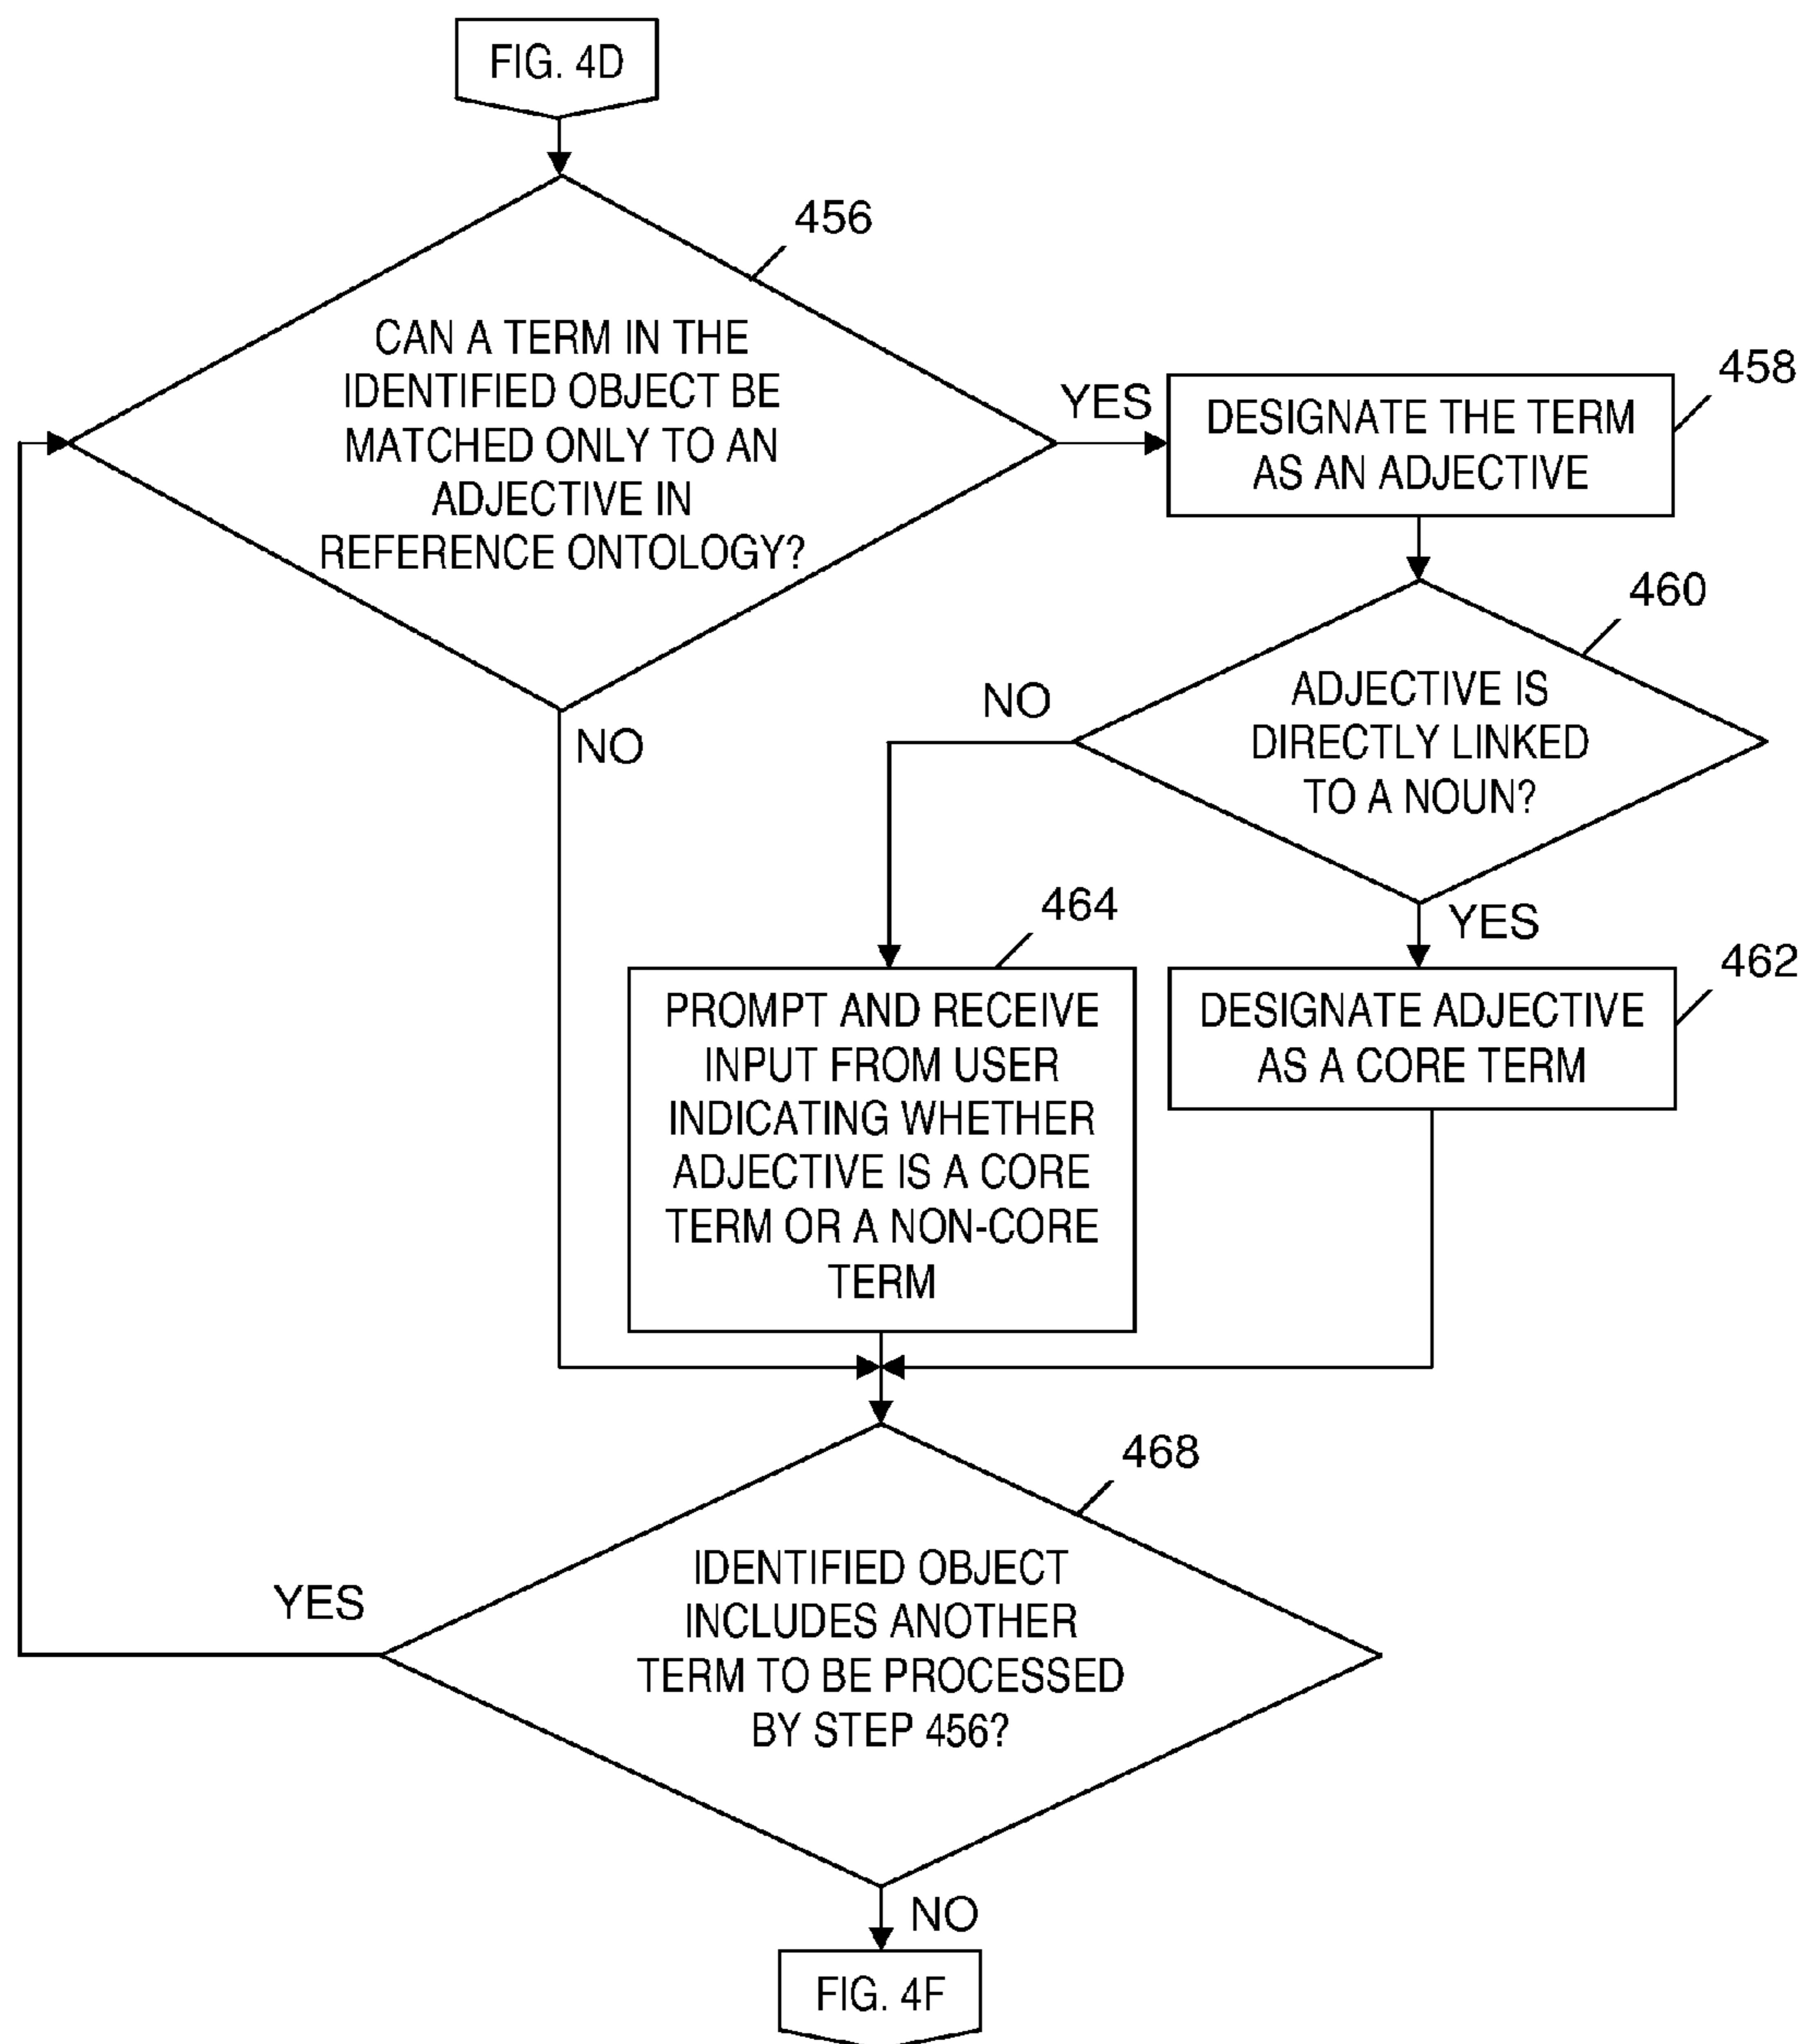 FIG. 4D
456
CAN A TERM IN THE
IDENTIFIED OBJECT BE
MATCHED ONLY TO AN
ADJECTIVE IN
REFERENCE ONTOLOGY?
YES
458
DESIGNATE THE TERM
AS AN ADJECTIVE
460
ADJECTIVE IS
DIRECTLY LINKED
TO A NOUN?
NO
NO
YES
464
PROMPT AND RECEIVE
INPUT FROM USER
INDICATING WHETHER
ADJECTIVE IS A CORE
TERM OR A NON-CORE
TERM
462
DESIGNATE ADJECTIVE
AS A CORE TERM
468
IDENTIFIED OBJECT
INCLUDES ANOTHER
TERM TO BE PROCESSED
BY STEP 456?
YES
NO
FIG. 4F